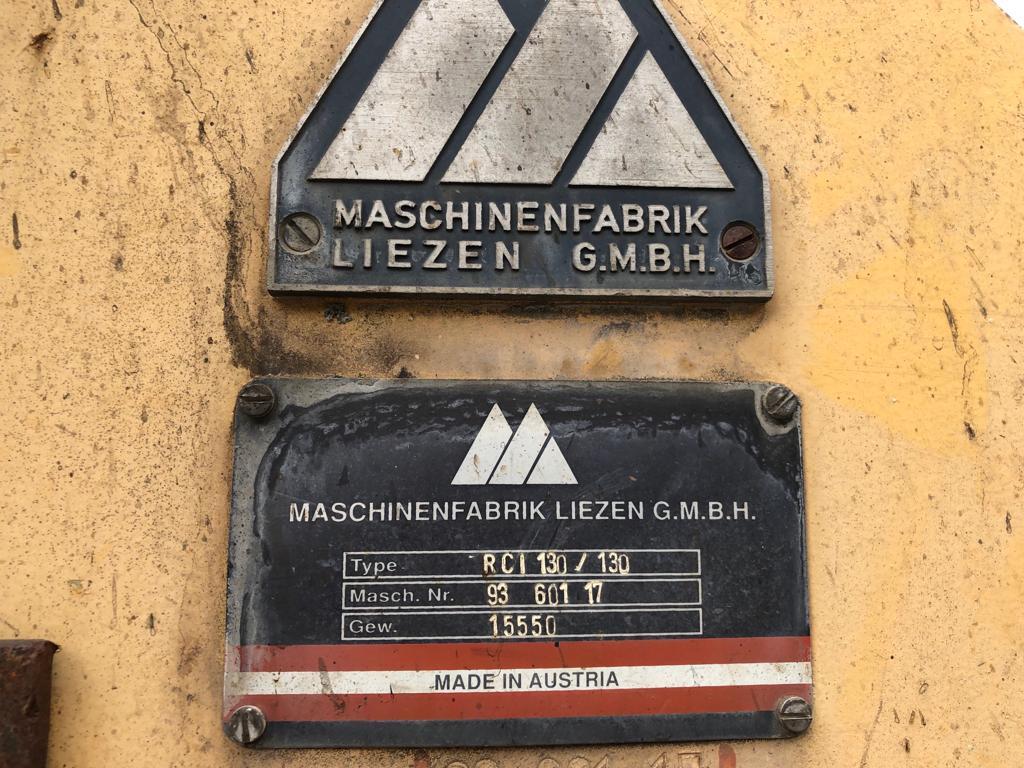 MASCHINENFABRIK
LIEZEN G.M.B.H.
MASCHINENFABRIK LIEZEN G.M.B.H.
Type RCI 130 / 130
Masch. Nr. 93 601 17
Gew. 15550
MADE IN AUSTRIA